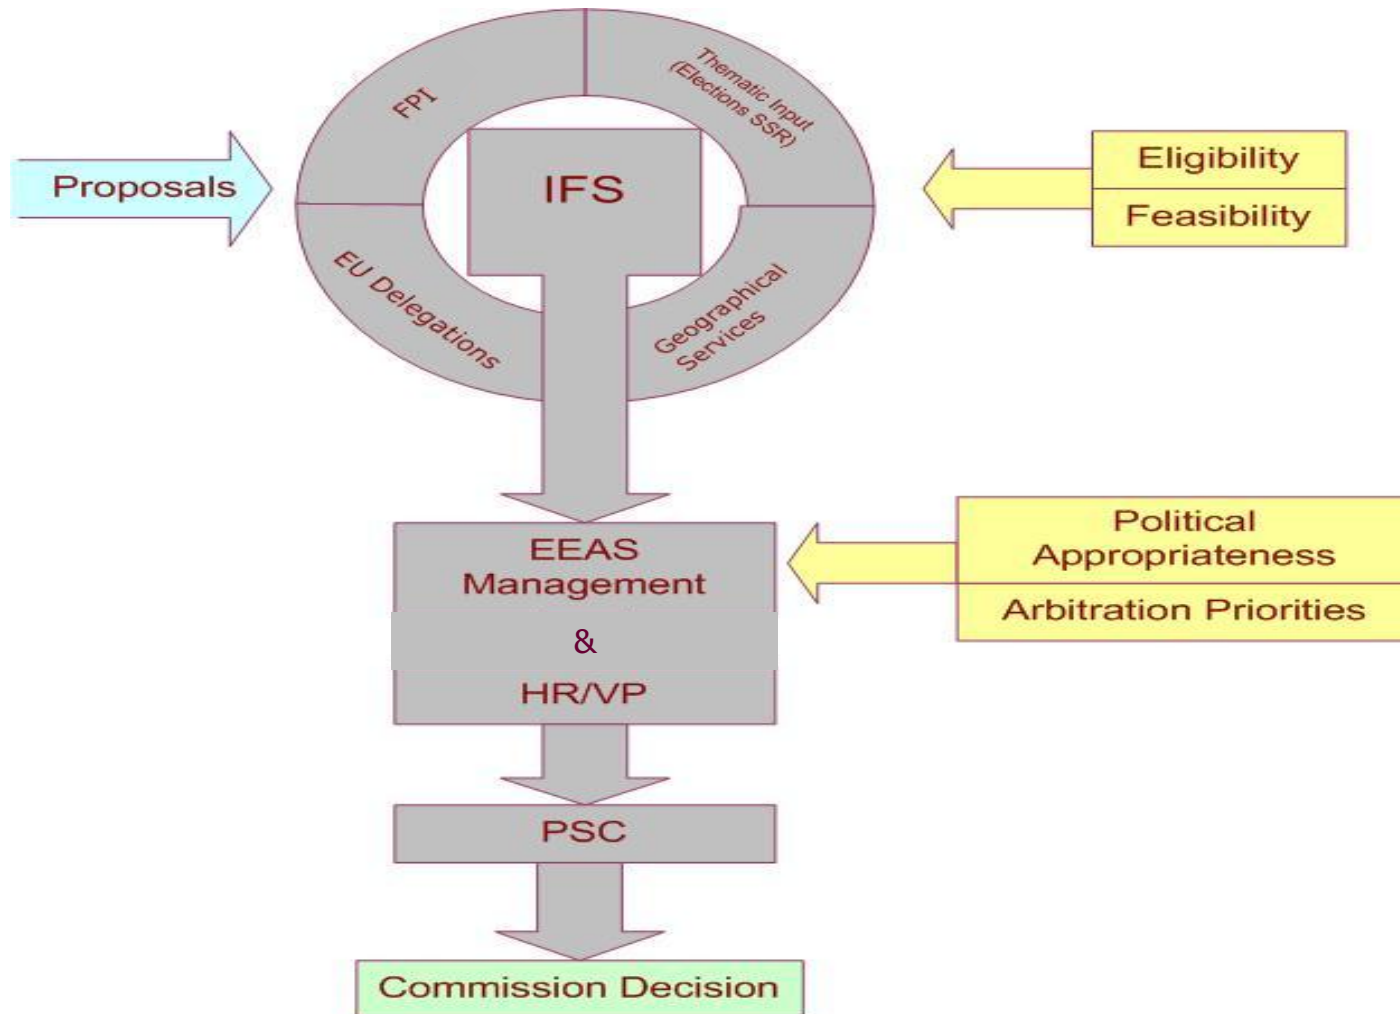 FPI
Thematic Input
(Elections SSR)
Proposals
IFS
Eligibility
Feasibility
EU Delegations
Geographical
Services
EEAS
Management
&
HR/VP
Political
Appropriateness
Arbitration Priorities
PSC
Commission Decision